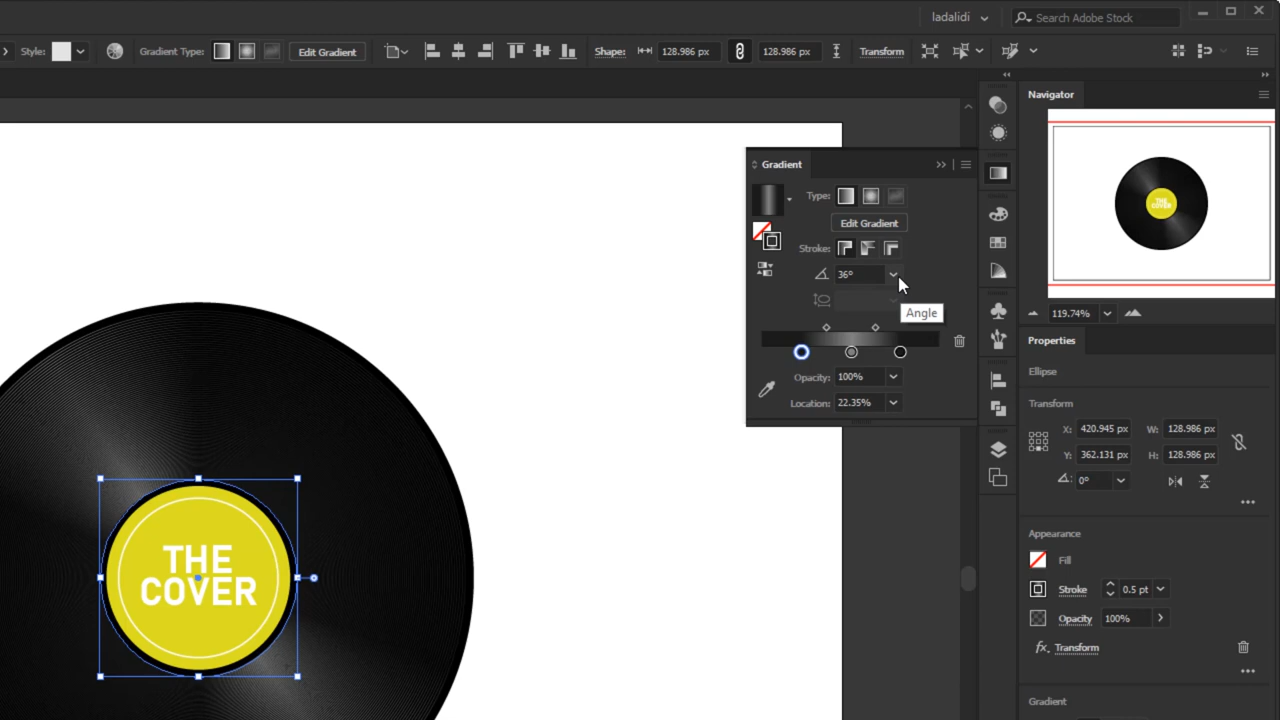 ladalidi
Search Adobe Stock
Style:
Gradient Type:
Edit Gradient
Shape:
128.986 px
128.986 px
Transform
Navigator
Gradient
Type:
Edit Gradient
Stroke:
36°
Angle
Opacity: 100%
Location: 22.35%
THE
COVER
THE
COVER
119.74%
Properties
Ellipse
Transform
X: 420.945 px W: 128.986 px
Y: 362.131 px H: 128.986 px
0°
Appearance
Fill
Stroke 0.5 pt
Opacity 100%
fx. Transform
Gradient